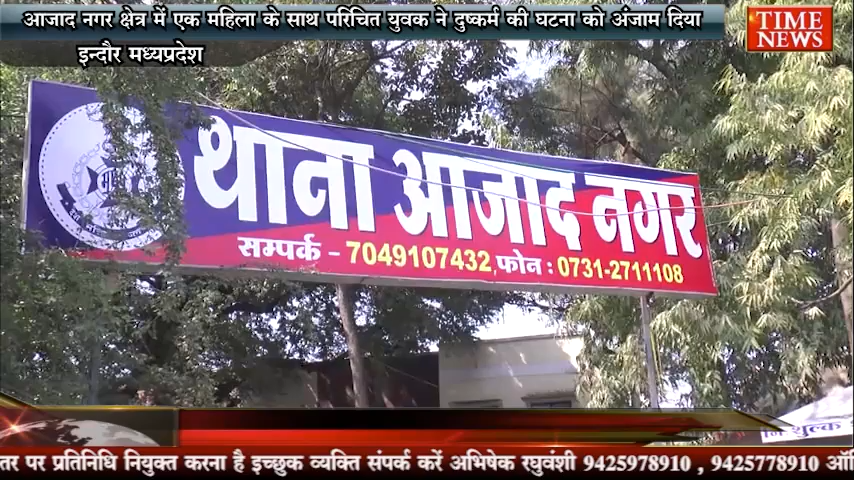 आजाद नगर क्षेत्र में एक महिला के साथ परिचित युवक ने दुष्कर्म की घटना को अंजाम दिया
इन्दौर मध्यप्रदेश
TIME
NEWS
थाना आजाद नगर
सम्पर्क - 7049107432, फोन : 0731-2711108
शुल्क
तर पर प्रतिनिधि नियुक्त करना है इच्छुक व्यक्ति संपर्क करें अभिषेक रघुवंशी 9425978910 , 9425778910 ऑ